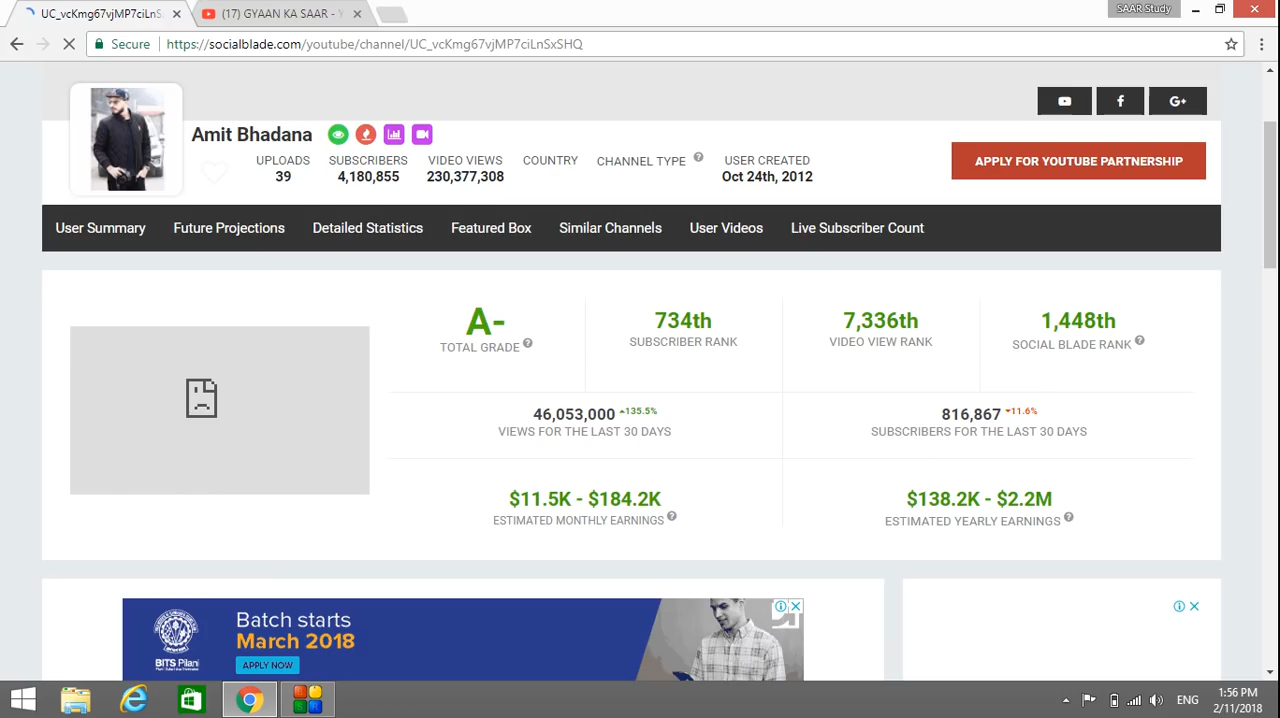 UC_vcKmg67vjMP7ciLnS
(17) GYAAN KA SAAR - Y
SAAR Study
Secure
https://socialblade.com/youtube/channel/UC_vcKmg67vjMP7ciLnSxSHQ
Amit Bhadana
UPLOADS
39
SUBSCRIBERS
4,180,855
VIDEO VIEWS
230,377,308
COUNTRY
CHANNEL TYPE ?
USER CREATED
Oct 24th, 2012
f
G+
APPLY FOR YOUTUBE PARTNERSHIP
User Summary
Future Projections
Detailed Statistics
Featured Box
Similar Channels
User Videos
Live Subscriber Count
A-
TOTAL GRADE ?
734th
SUBSCRIBER RANK
7,336th
VIDEO VIEW RANK
1,448th
SOCIAL BLADE RANK ?
46,053,000 135.5%
VIEWS FOR THE LAST 30 DAYS
816,867 11.6%
SUBSCRIBERS FOR THE LAST 30 DAYS
$11.5K - $184.2K
ESTIMATED MONTHLY EARNINGS ?
$138.2K - $2.2M
ESTIMATED YEARLY EARNINGS ?
BITS Pilani
Batch starts
March 2018
APPLY NOW
ENG
1:56 PM
2/11/2018